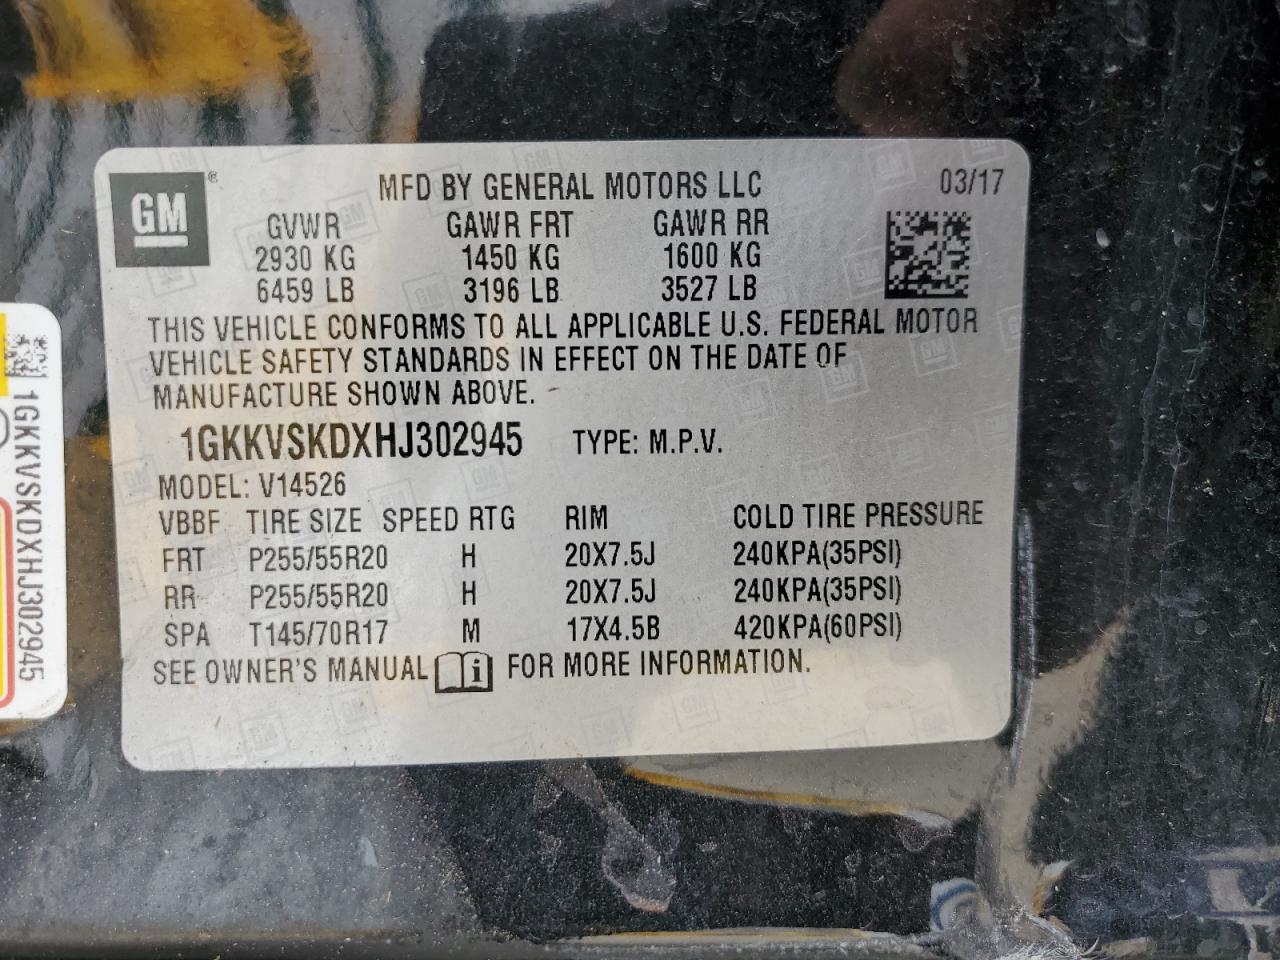 GM®
MFD BY GENERAL MOTORS LLC 03/17
GVWR GAWR FRT GAWR RR
2930 KG 1450 KG 1600 KG
6459 LB 3196 LB 3527 LB
THIS VEHICLE CONFORMS TO ALL APPLICABLE U.S. FEDERAL MOTOR
VEHICLE SAFETY STANDARDS IN EFFECT ON THE DATE OF
MANUFACTURE SHOWN ABOVE.
1GKKVSKDXHJ302945 TYPE: M.P.V.
MODEL: V14526
VBBF TIRE SIZE SPEED RTG RIM COLD TIRE PRESSURE
FRT P255/55R20 H 20X7.5J 240KPA(35PSI)
RR P255/55R20 H 20X7.5J 240KPA(35PSI)
SPA T145/70R17 M 17X4.5B 420KPA(60PSI)
SEE OWNER'S MANUAL i FOR MORE INFORMATION.
1GKKVSKDXHJ302945